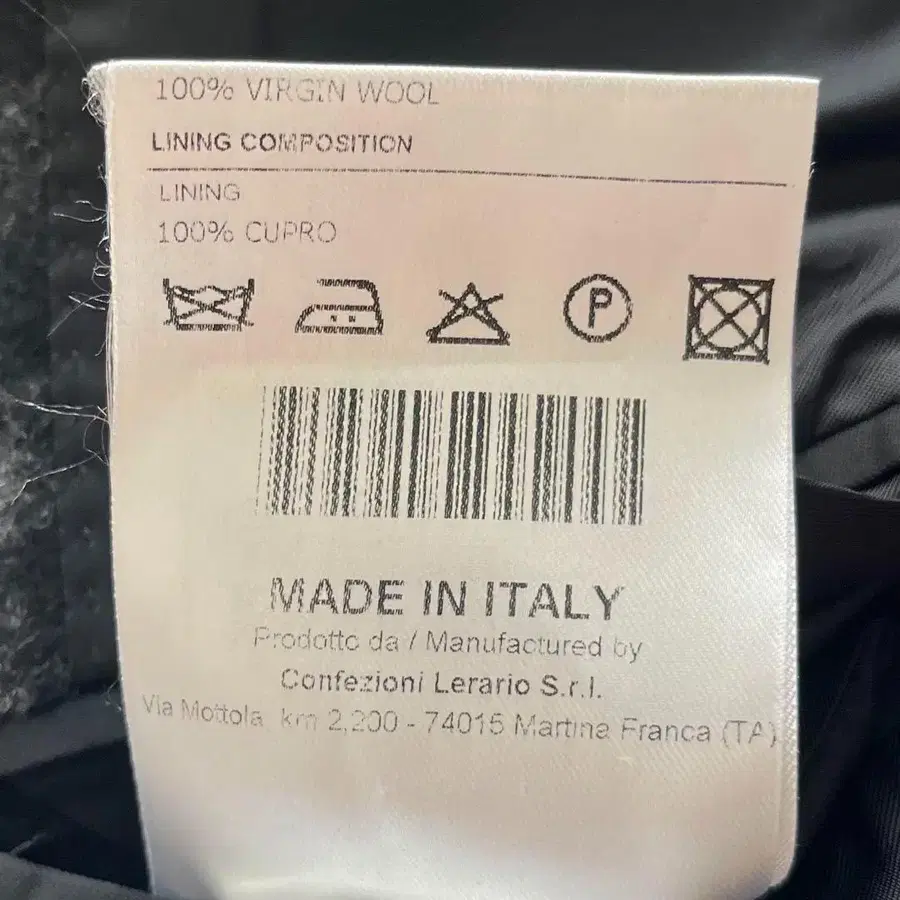 100% VIRGIN WOOL
LINING COMPOSITION
LINING
100% CUPRO
P
MADE IN ITALY
Prodotto da / Manufactured by
Confezioni Lerario S.r.l.
Via Mottola km 2,200 - 74015 Martina Franca (TA)